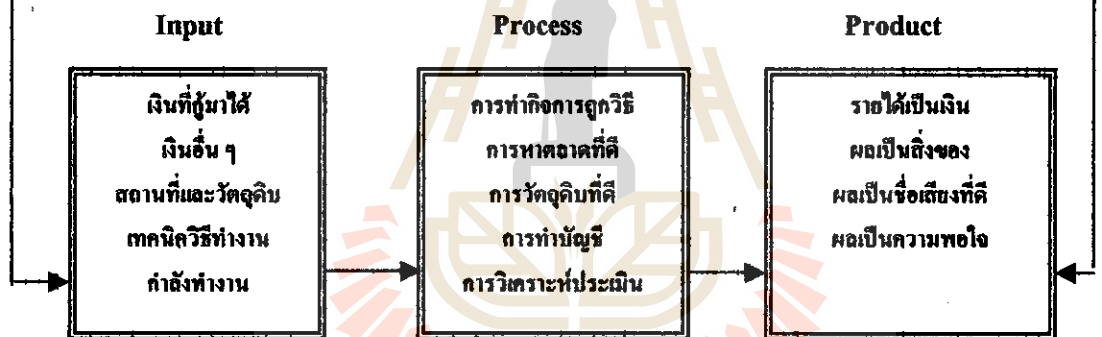 Input
เงินที่กู้มาได้
เงินอื่น ๆ
สถานที่และวัตถุดิบ
เทคนิควิธีทำงาน
กำลังทำงาน
Process
การทำกิจการถูกวิธี
การหาตลาดที่ดี
การวัตถุดิบที่ดี
การทำบัญชี
การวิเคราะห์ประเมิน
Product
รายได้เป็นเงิน
ผลเป็นสิ่งของ
ผลเป็นชื่อเสียงที่ดี
ผลเป็นความพอใจ